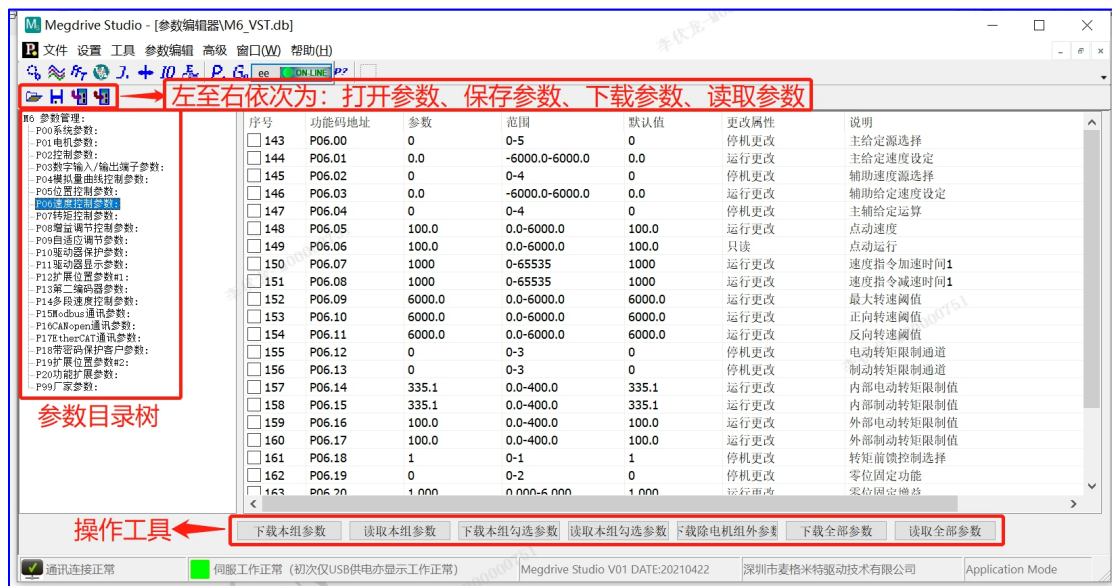 Megdrive Studio - [参数编辑器\M6_VST.db]
文件 设置 工具 参数编辑 高级 窗口(W) 帮助(H)
ee ON LINE P?
左至右依次为：打开参数、保存参数、下载参数、读取参数
M6 参数管理:
P00系统参数:
P01电机参数:
P02控制参数:
P03数字输入/输出端子参数:
P04模拟量曲线控制参数:
P05位置控制参数:
P06速度控制参数:
P07转矩控制参数:
P08增益调节控制参数:
P09自适应调节参数:
P10驱动器保护参数:
P11驱动器显示参数:
P12扩展位置参数#1:
P13第二编码器参数:
P14多段速度控制参数:
P15Modbus通讯参数:
P16CANopen通讯参数:
P17EtherCAT通讯参数:
P18带密码保护客户参数:
P19扩展位置参数#2:
P20功能扩展参数:
P99厂家参数:
参数目录树
序号 功能码地址 参数 范围 默认值 更改属性 说明
143 P06.00 0 0-5 0 停机更改 主给定源选择
144 P06.01 0.0 -6000.0-6000.0 0.0 运行更改 主给定速度设定
145 P06.02 0 0-4 0 停机更改 辅助速度源选择
146 P06.03 0.0 -6000.0-6000.0 0.0 运行更改 辅助给定速度设定
147 P06.04 0 0-4 0 停机更改 主辅给定运算
148 P06.05 100.0 0.0-6000.0 100.0 运行更改 点动速度
149 P06.06 100.0 0.0-6000.0 100.0 只读 点动运行
150 P06.07 1000 0-65535 1000 运行更改 速度指令加速时间1
151 P06.08 1000 0-65535 1000 运行更改 速度指令减速时间1
152 P06.09 6000.0 0.0-6000.0 6000.0 运行更改 最大转速阈值
153 P06.10 6000.0 0.0-6000.0 6000.0 运行更改 正向转速阈值
154 P06.11 6000.0 0.0-6000.0 6000.0 运行更改 反向转速阈值
155 P06.12 0 0-3 0 停机更改 电动转矩限制通道
156 P06.13 0 0-3 0 停机更改 制动转矩限制通道
157 P06.14 335.1 0.0-400.0 335.1 运行更改 内部电动转矩限制值
158 P06.15 335.1 0.0-400.0 335.1 运行更改 内部制动转矩限制值
159 P06.16 100.0 0.0-400.0 100.0 运行更改 外部电动转矩限制值
160 P06.17 100.0 0.0-400.0 100.0 运行更改 外部制动转矩限制值
161 P06.18 1 0-1 1 停机更改 转矩前馈控制选择
162 P06.19 0 0-2 0 停机更改 零位固定功能
163 P06.20 1.000 0.000-6.000 1.000 运行更改 零位固定增益
操作工具
下载本组参数 读取本组参数 下载本组勾选参数 读取本组勾选参数 下载除电机组外参数 下载全部参数 读取全部参数
通讯连接正常 伺服工作正常（初次仅USB供电亦显示工作正常） Megdrive Studio V01 DATE:20210422 深圳市麦格米特驱动技术有限公司 Application Mode